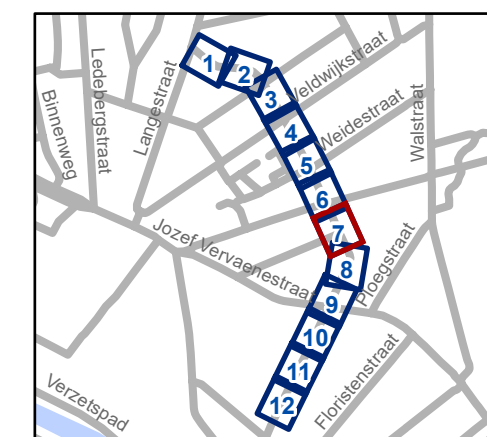 1
2
3
4
5
6
7
8
9
10
11
12
Binnenweg
Ledebergstraat
Langestraat
Veldwijkstraat
Weidestraat
Walstraat
Jozef Vervaenestraat
Ploegstraat
Floristenstraat
Verzetspad